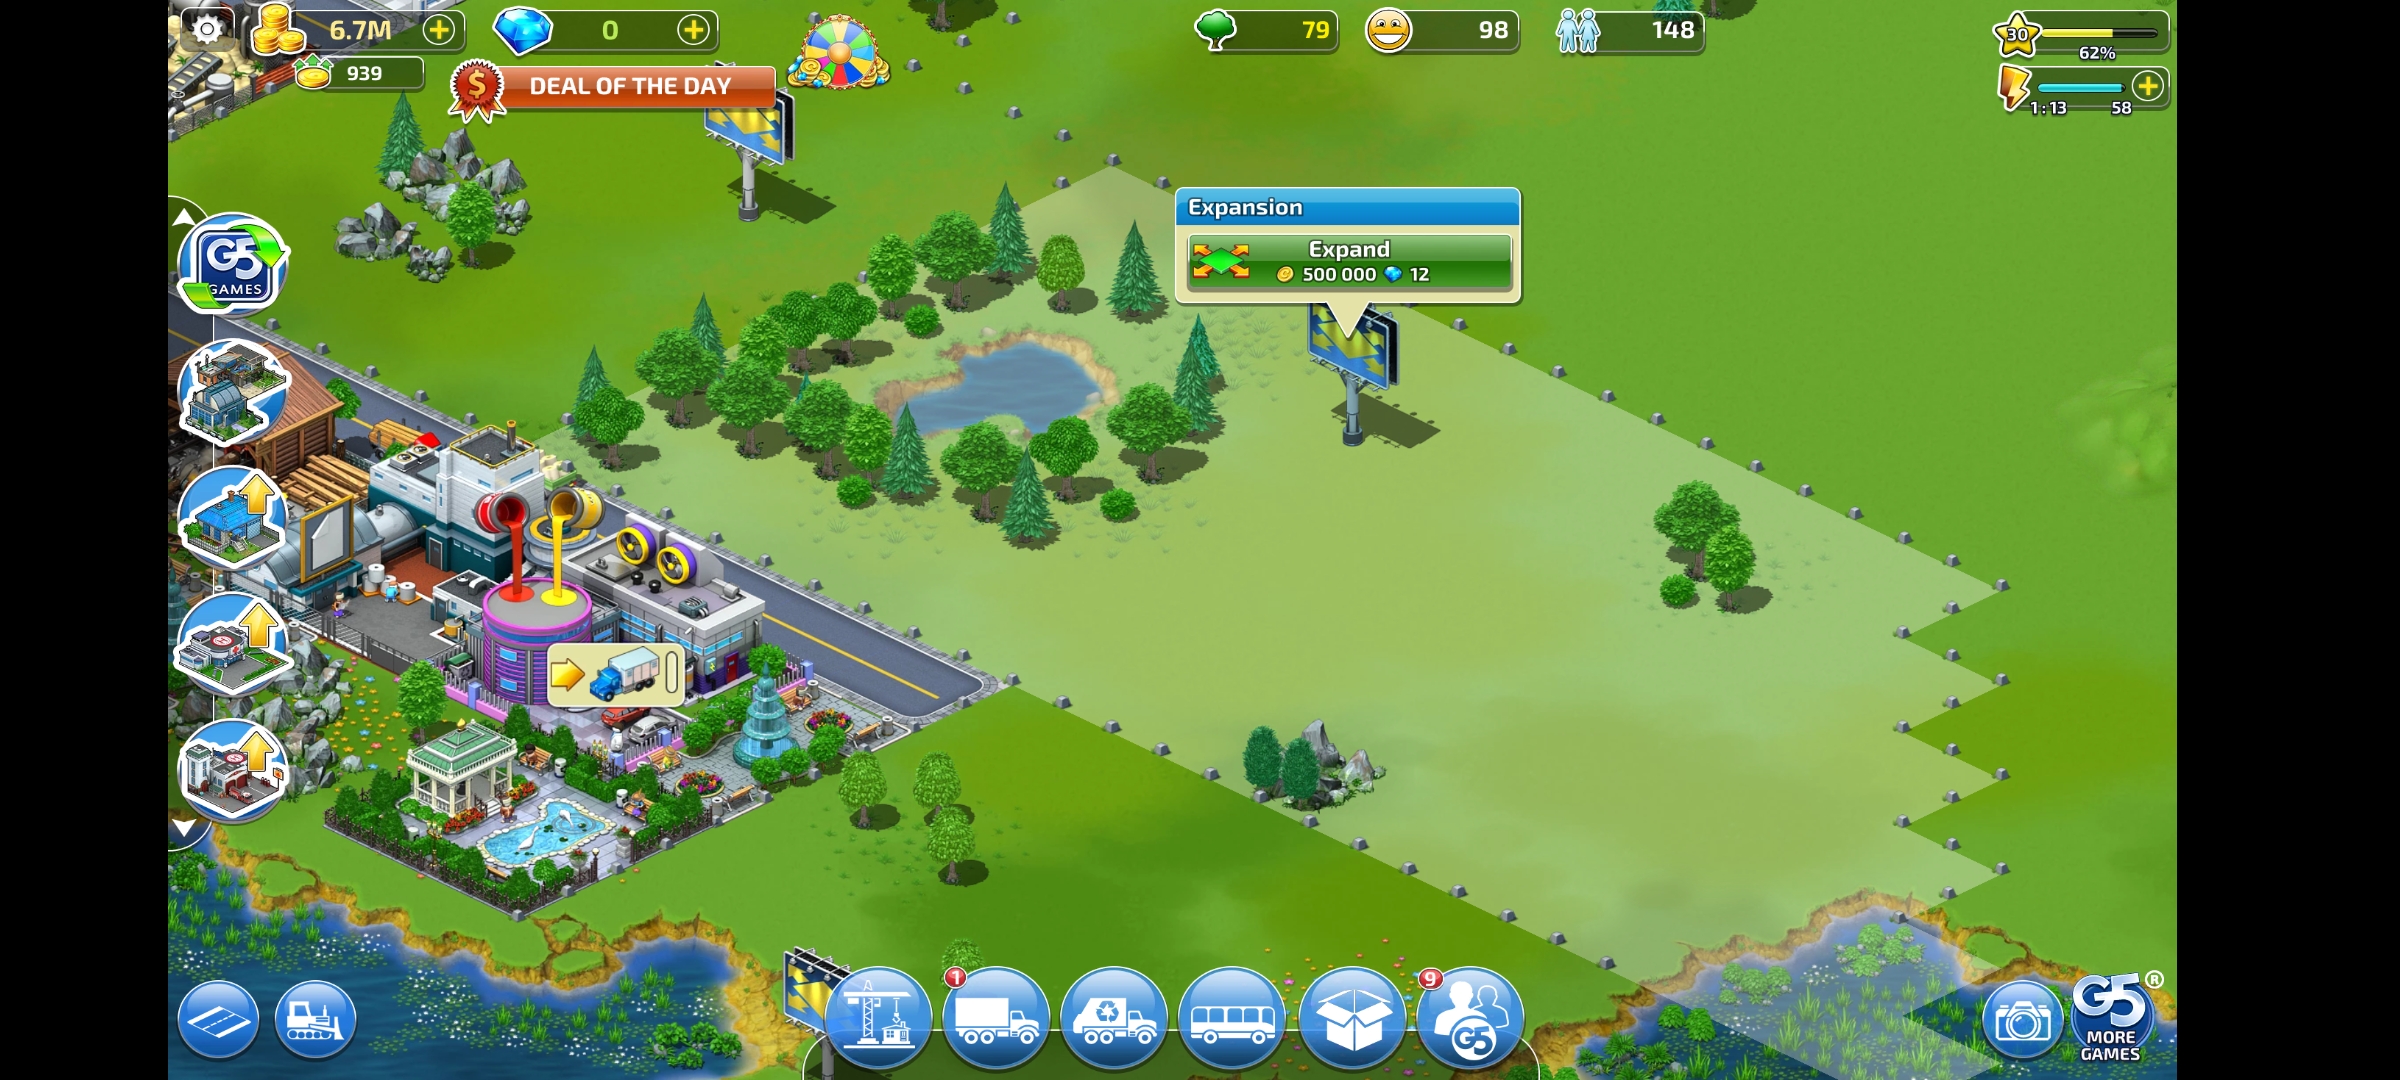 6.7M
0
79
98
148
30
62%
939
DEAL OF THE DAY
1:13
58
Expansion
Expand
500 000 12
G5
GAMES
1
9
G5
G5®
MORE
GAMES